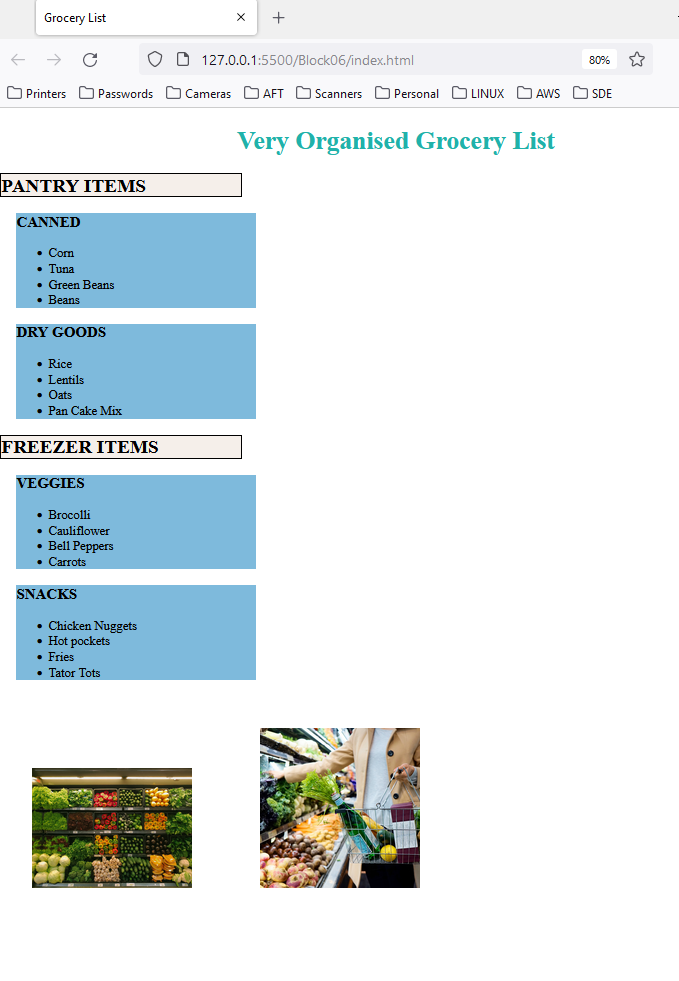 Grocery List
127.0.0.1:5500/Block06/index.html
80%
Printers Passwords Cameras AFT Scanners Personal LINUX AWS SDE
Very Organised Grocery List
PANTRY ITEMS
CANNED
Corn
Tuna
Green Beans
Beans
DRY GOODS
Rice
Lentils
Oats
Pan Cake Mix
FREEZER ITEMS
VEGGIES
Brocolli
Cauliflower
Bell Peppers
Carrots
SNACKS
Chicken Nuggets
Hot pockets
Fries
Tator Tots